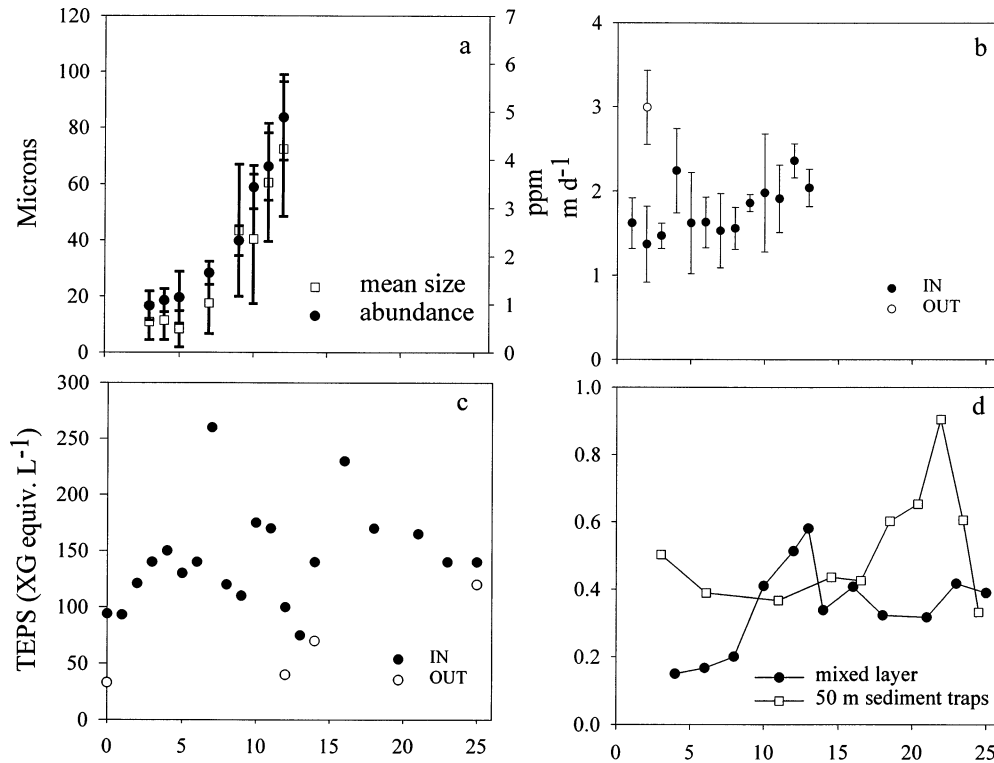 120
100
80
60
40
20
0
Microns
a
7
6
5
4
3
2
1
0
ppm
mean size
abundance
4
3
2
1
0
m d-1
b
IN
OUT
300
250
200
150
100
50
0
TEPS (XG equiv. L-1)
c
IN
OUT
0 5 10 15 20 25
1.0
0.8
0.6
0.4
0.2
0.0
d
mixed layer
50 m sediment traps
0 5 10 15 20 25